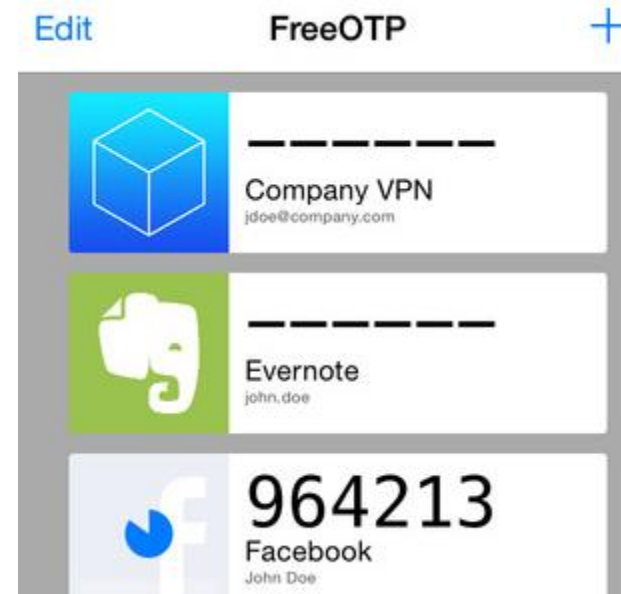 Edit FreeOTP +
––––––
Company VPN
jdoe@company.com
––––––
Evernote
john.doe
964213
Facebook
John Doe